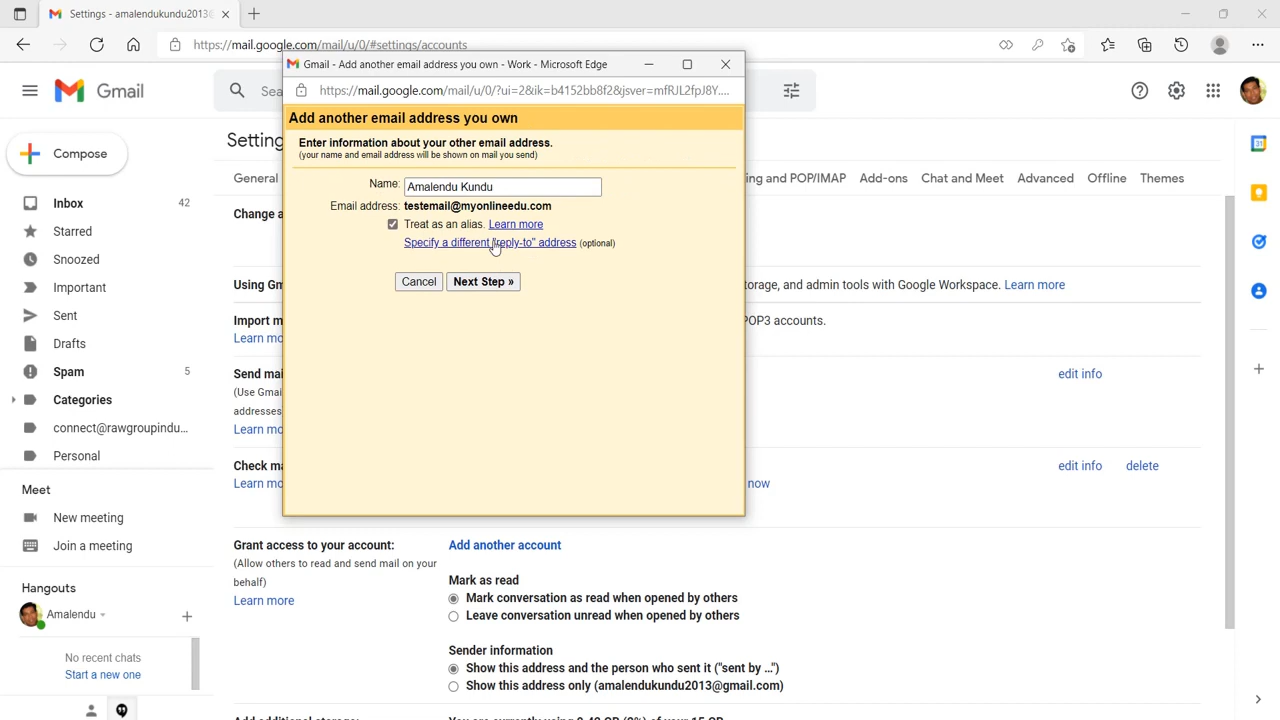 Settings - amalendukundu2013@
https://mail.google.com/mail/u/0/#settings/accounts
Gmail - Add another email address you own - Work - Microsoft Edge
https://mail.google.com/mail/u/0/?ui=2&ik=b4152bb8f2&jsver=mfRJL2fpJ8Y....
Gmail
Sea
Add another email address you own
Enter information about your other email address.
(your name and email address will be shown on mail you send)
Name: Amalendu Kundu
Email address: testemail@myonlineedu.com
Treat as an alias. Learn more
Specify a different "reply-to" address (optional)
Cancel Next Step »
Compose
Inbox 42
Starred
Snoozed
Important
Sent
Drafts
Spam 5
Categories
connect@rawgroupindu...
Personal
Meet
New meeting
Join a meeting
Hangouts
Amalendu
No recent chats
Start a new one
Setting
General ng and POP/IMAP Add-ons Chat and Meet Advanced Offline Themes
Change a
Using Gm orage, and admin tools with Google Workspace. Learn more
Import m POP3 accounts.
Learn mo
Send mai edit info
(Use Gmai
addresses
Learn mo
Check ma edit info delete
Learn mo now
Grant access to your account: Add another account
(Allow others to read and send mail on your
behalf)
Learn more
Mark as read
Mark conversation as read when opened by others
Leave conversation unread when opened by others
Sender information
Show this address and the person who sent it ("sent by ...")
Show this address only (amalendukundu2013@gmail.com)